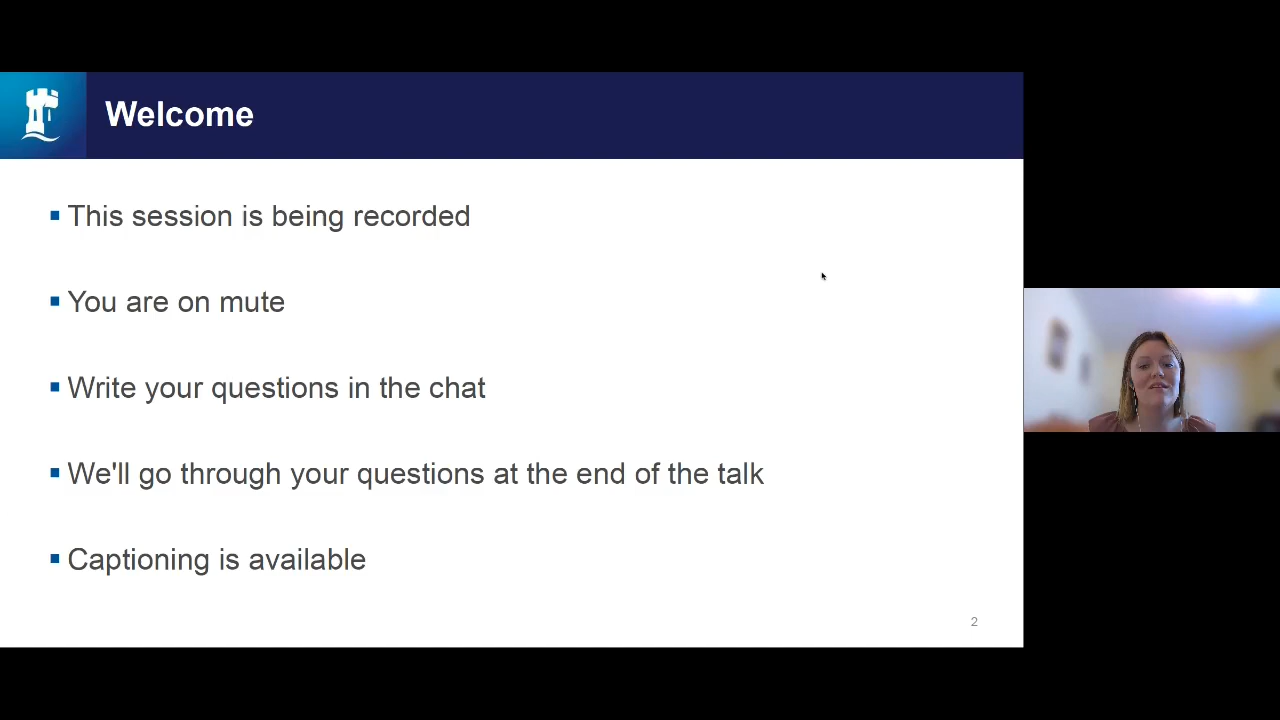 Welcome
This session is being recorded
You are on mute
Write your questions in the chat
We'll go through your questions at the end of the talk
Captioning is available
2